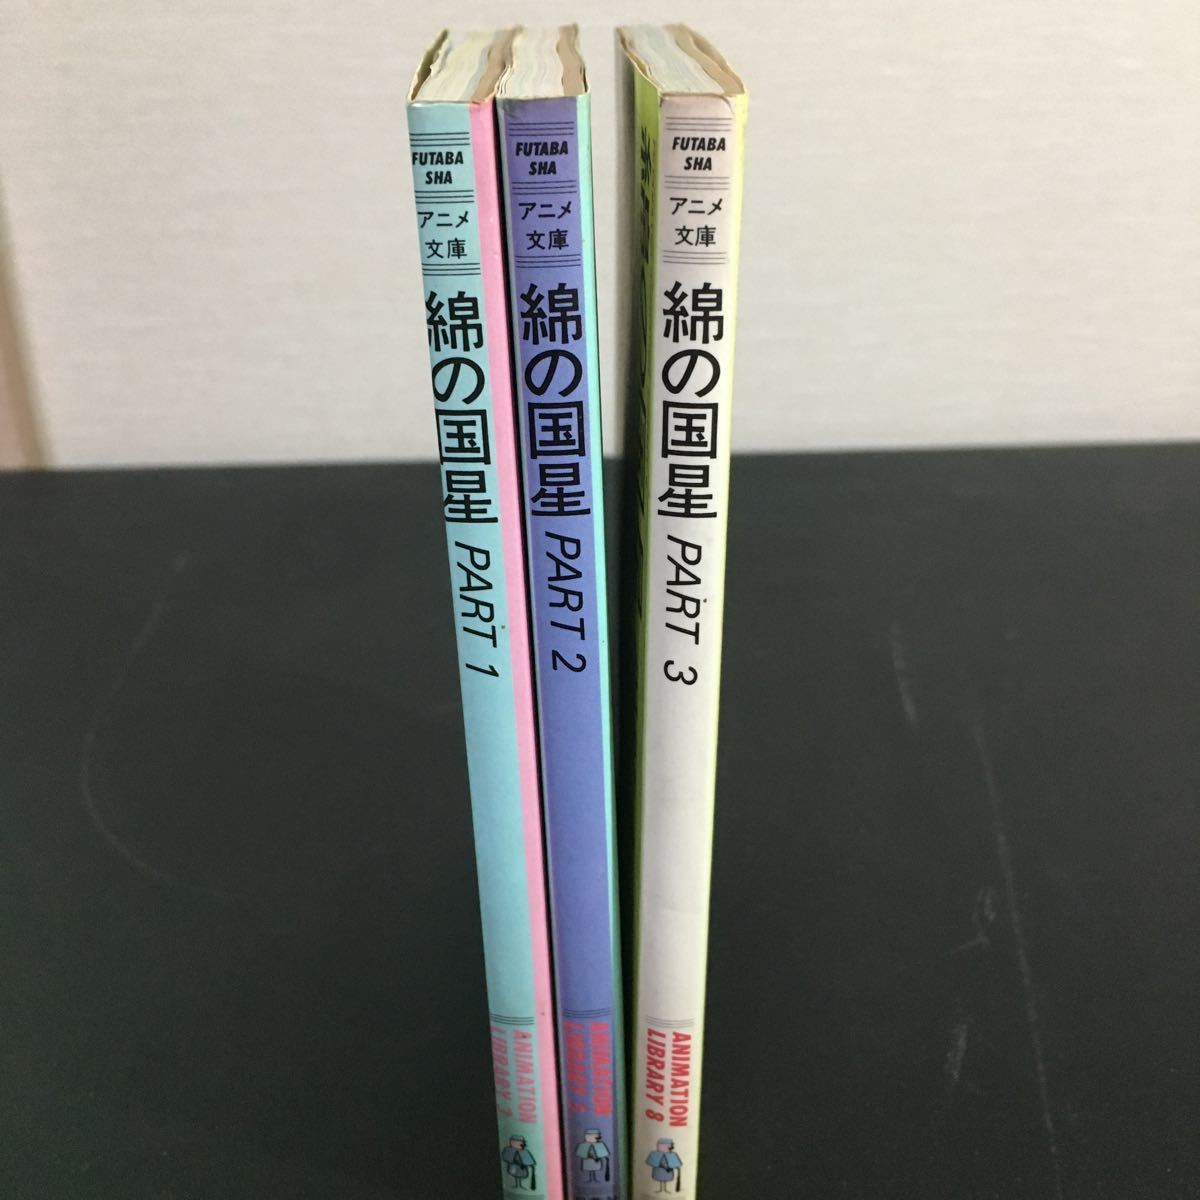 FUTABA
SHA
アニメ
文庫
綿の国星 PART 1
ANIMATION
LIBRARY
FUTABA
SHA
アニメ
文庫
綿の国星 PART 2
ANIMATION
LIBRARY
FUTABA
SHA
アニメ
文庫
綿の国星 PART 3
ANIMATION
LIBRARY 8